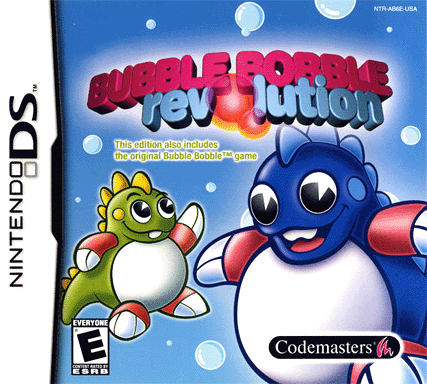 NTR-AB6E-USA
NINTENDO DS™
BUBBLE BOBBLE
revolution
This edition also includes
the original Bubble Bobble™ game
EVERYONE
E
CONTENT RATED BY
ESRB
Codemasters